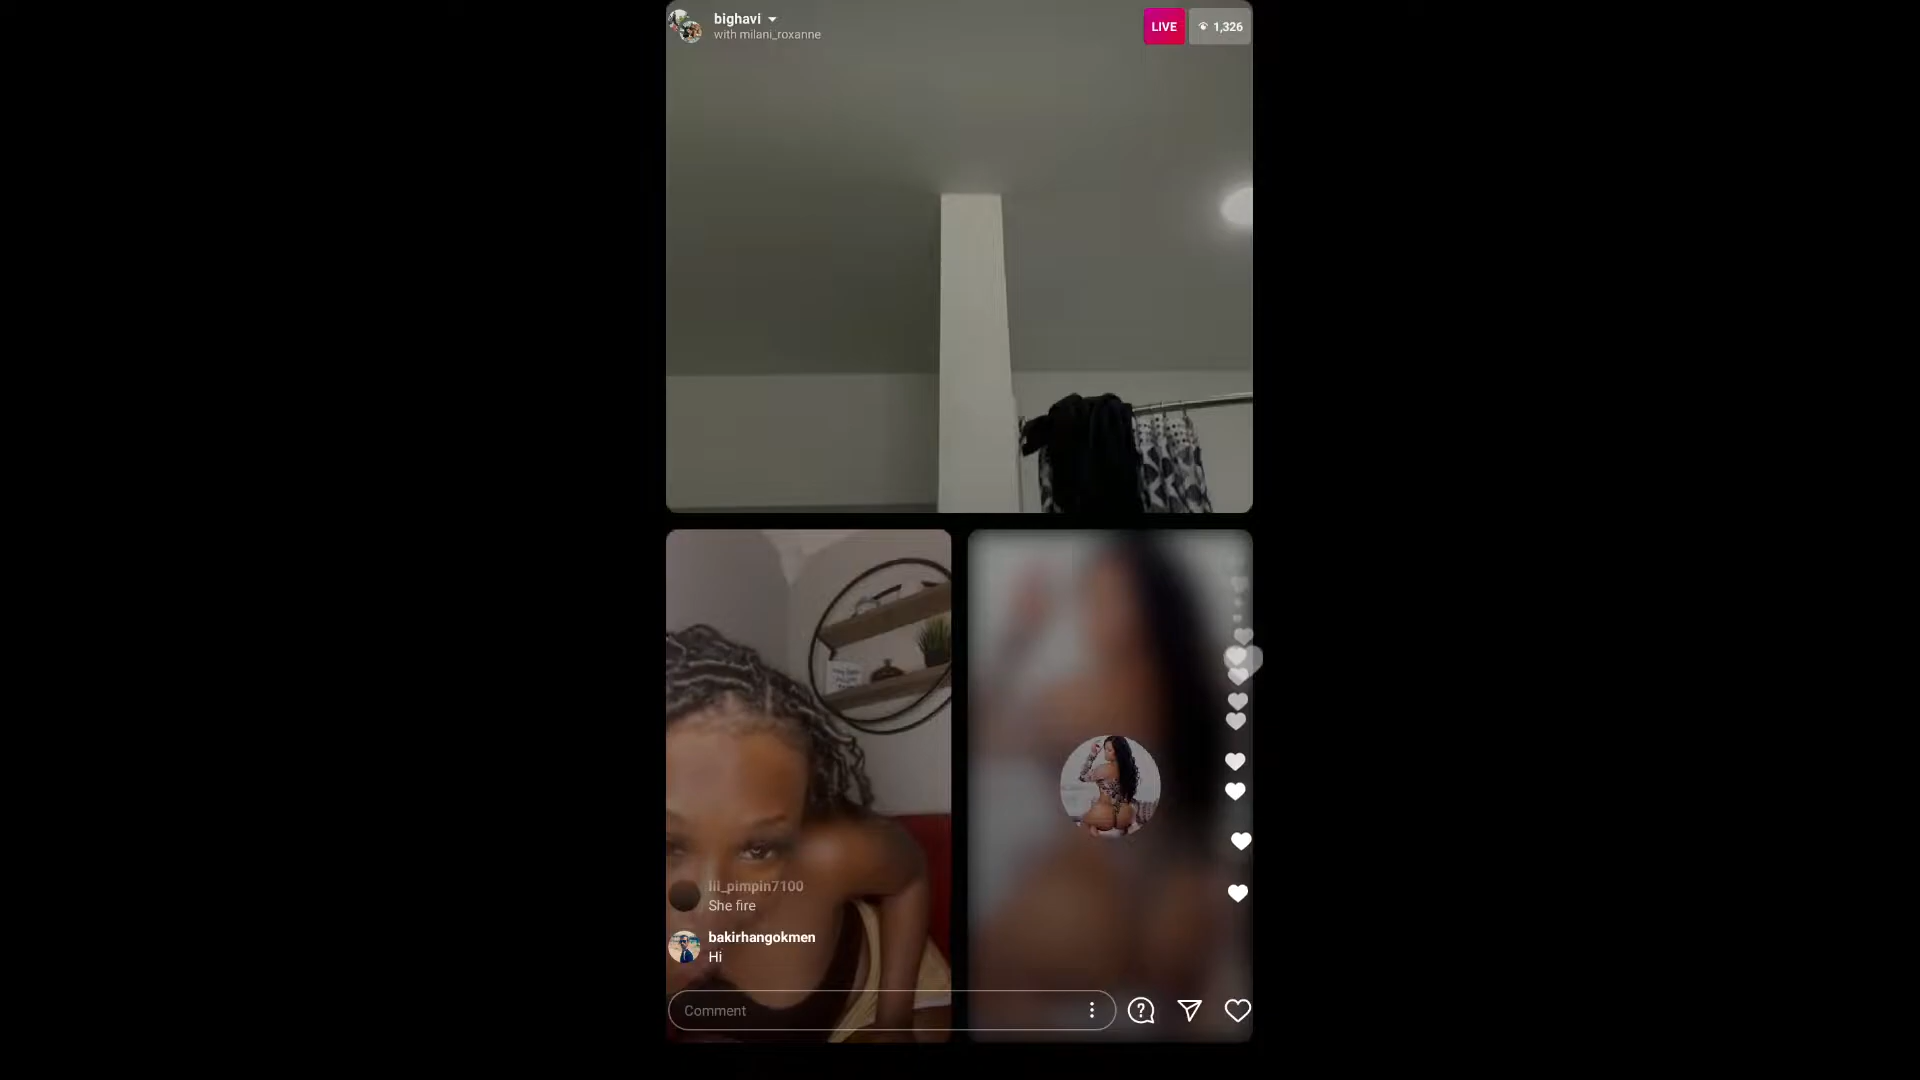 bighavi
with milani_roxanne
LIVE
1,326
lil_pimpin7100
She fire
bakirhangokmen
Hi
Comment